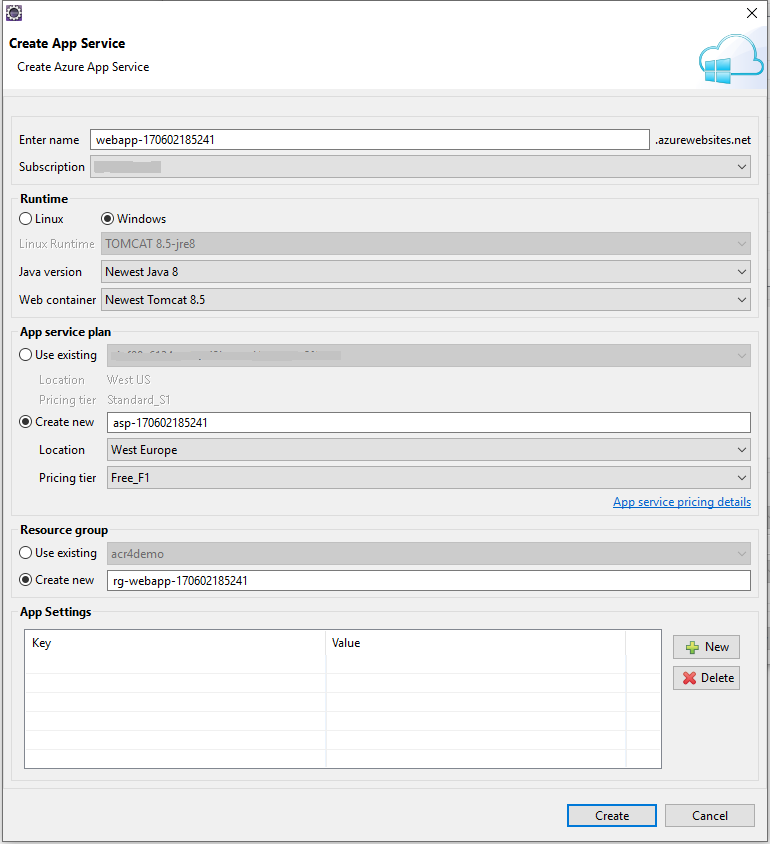 Create App Service
Create Azure App Service
Enter name webapp-170602185241 .azurewebsites.net
Subscription
Runtime
Linux Windows
Linux Runtime TOMCAT 8.5-jre8
Java version Newest Java 8
Web container Newest Tomcat 8.5
App service plan
Use existing
Location West US
Pricing tier Standard_S1
Create new asp-170602185241
Location West Europe
Pricing tier Free_F1
App service pricing details
Resource group
Use existing acr4demo
Create new rg-webapp-170602185241
App Settings
Key Value
New
Delete
Create Cancel